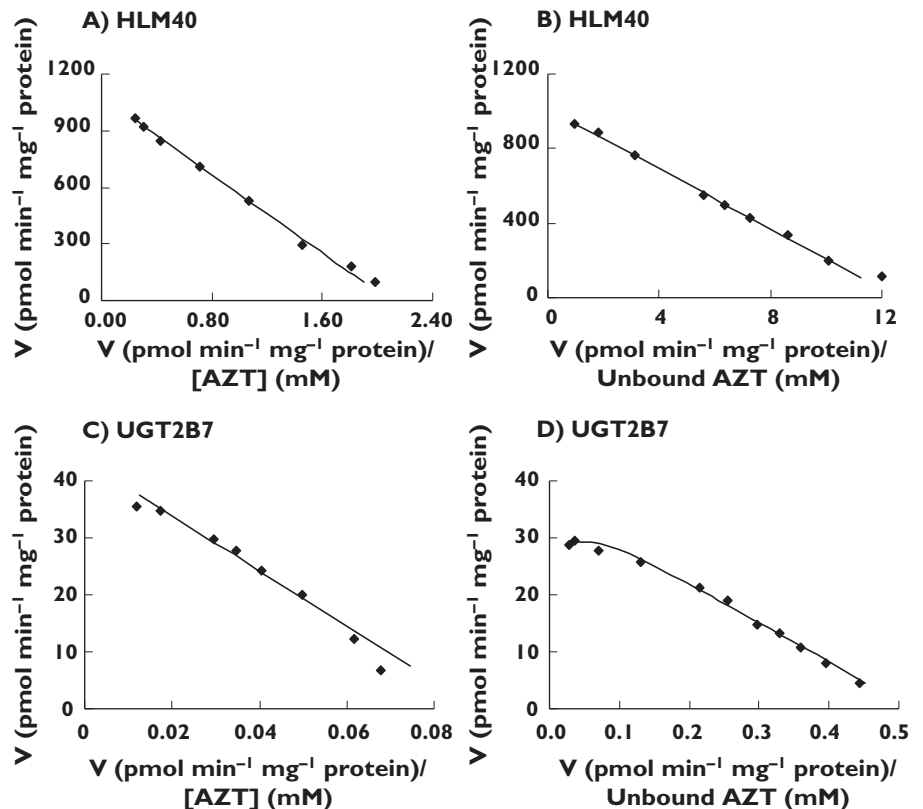 A) HLM40
V (pmol min⁻¹ mg⁻¹ protein)
1200
900
600
300
0
0.00 0.80 1.60 2.40
V (pmol min⁻¹ mg⁻¹ protein)/
[AZT] (mM)
B) HLM40
V (pmol min⁻¹ mg⁻¹ protein)
1200
800
400
0
0 4 8 12
V (pmol min⁻¹ mg⁻¹ protein)/
Unbound AZT (mM)
C) UGT2B7
V (pmol min⁻¹ mg⁻¹ protein)
40
30
20
10
0
0 0.02 0.04 0.06 0.08
V (pmol min⁻¹ mg⁻¹ protein)/
[AZT] (mM)
D) UGT2B7
V (pmol min⁻¹ mg⁻¹ protein)
40
30
20
10
0
0.0 0.1 0.2 0.3 0.4 0.5
V (pmol min⁻¹ mg⁻¹ protein)/
Unbound AZT (mM)